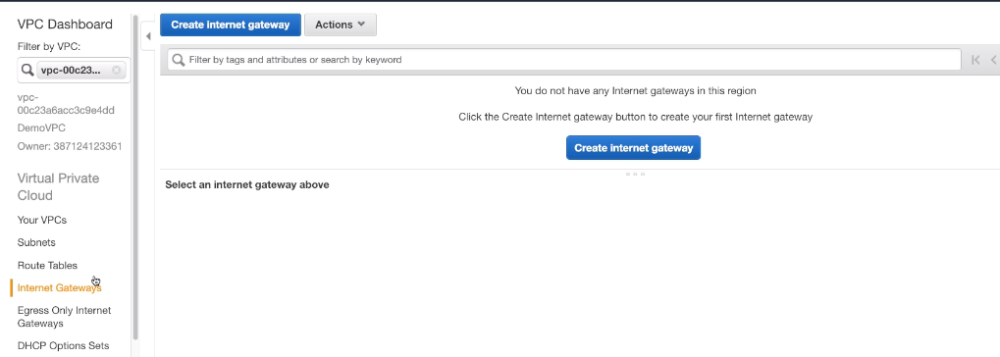 VPC Dashboard
Filter by VPC:
vpc-00c23...
vpc-
00c23a6acc3c9e4dd
DemoVPC
Owner: 387124123361
Virtual Private
Cloud
Your VPCs
Subnets
Route Tables
Internet Gateways
Egress Only Internet
Gateways
DHCP Options Sets
Create internet gateway
Actions
Filter by tags and attributes or search by keyword
You do not have any Internet gateways in this region
Click the Create Internet gateway button to create your first Internet gateway
Create internet gateway
Select an internet gateway above